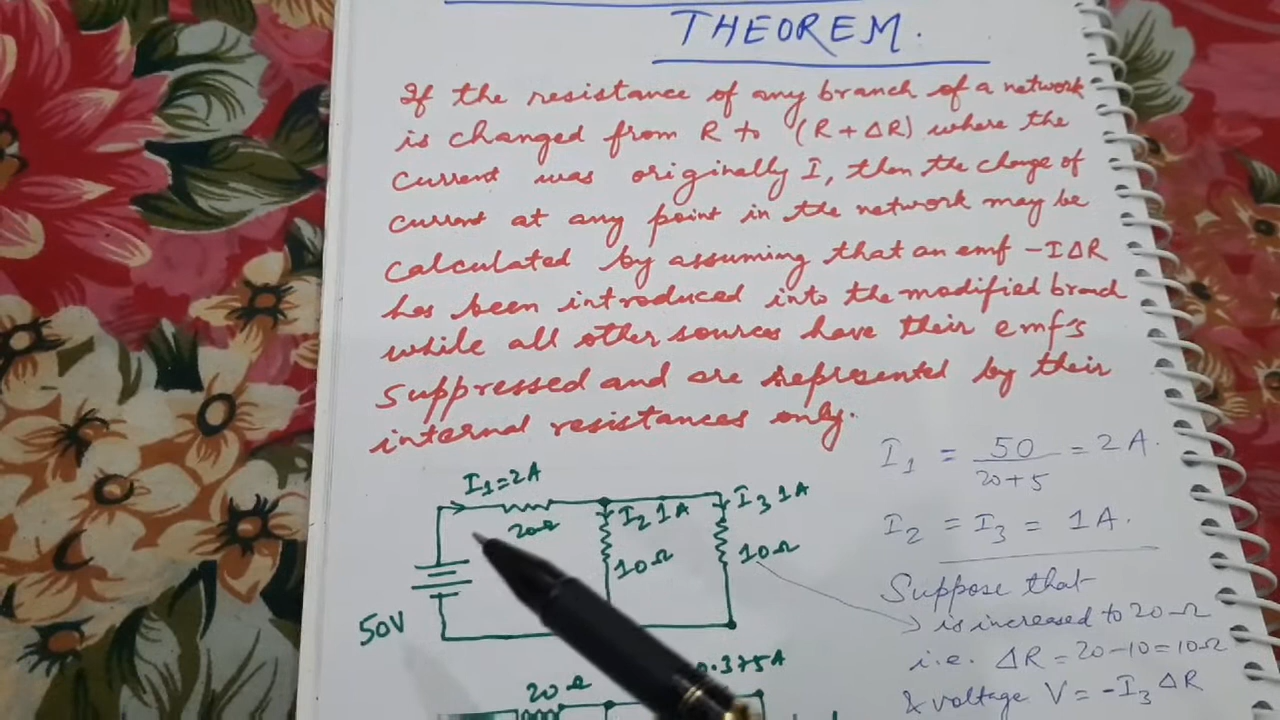 THEOREM.
If the resistance of any branch of a network
is changed from R to (R + ΔR) where the
current was originally I, then the change of
current at any point in the network may be
calculated by assuming that an emf -IΔR
has been introduced into the modified branch
while all other sources have their emf's
suppressed and are represented by their
internal resistances only.
I₁ = 50 / 20+5 = 2 A.
I₂ = I₃ = 1A.
I₁=2A
20Ω
I₂ 1A
I₃ 1A
10Ω
10Ω
50V
Suppose that
is increased to 20-Ω
i.e. ΔR = 20-10=10Ω
& voltage V = -I₃ ΔR
0.375A
20Ω